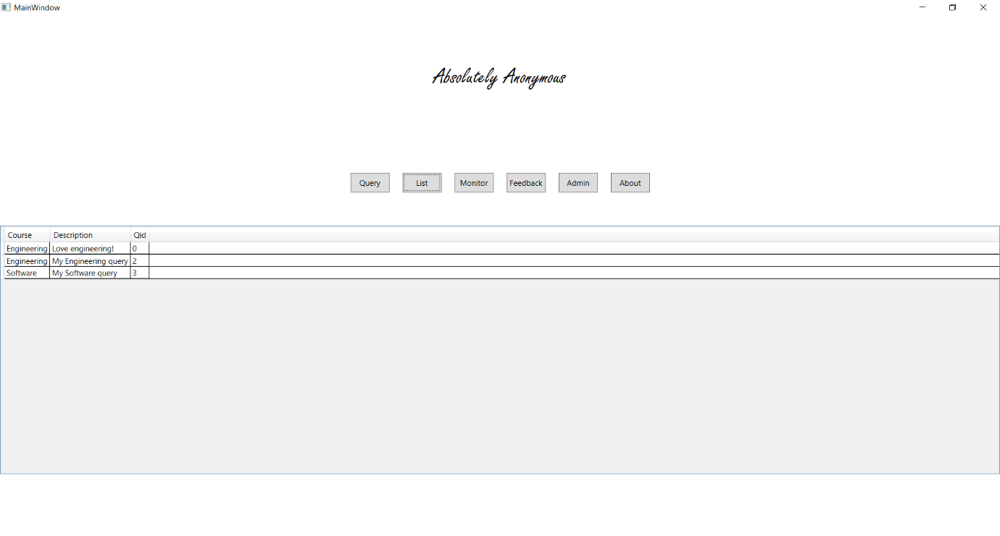 MainWindow
Absolutely Anonymous
Query List Monitor Feedback Admin About
Course Description Qid
Engineering Love engineering! 0
Engineering My Engineering query 2
Software My Software query 3